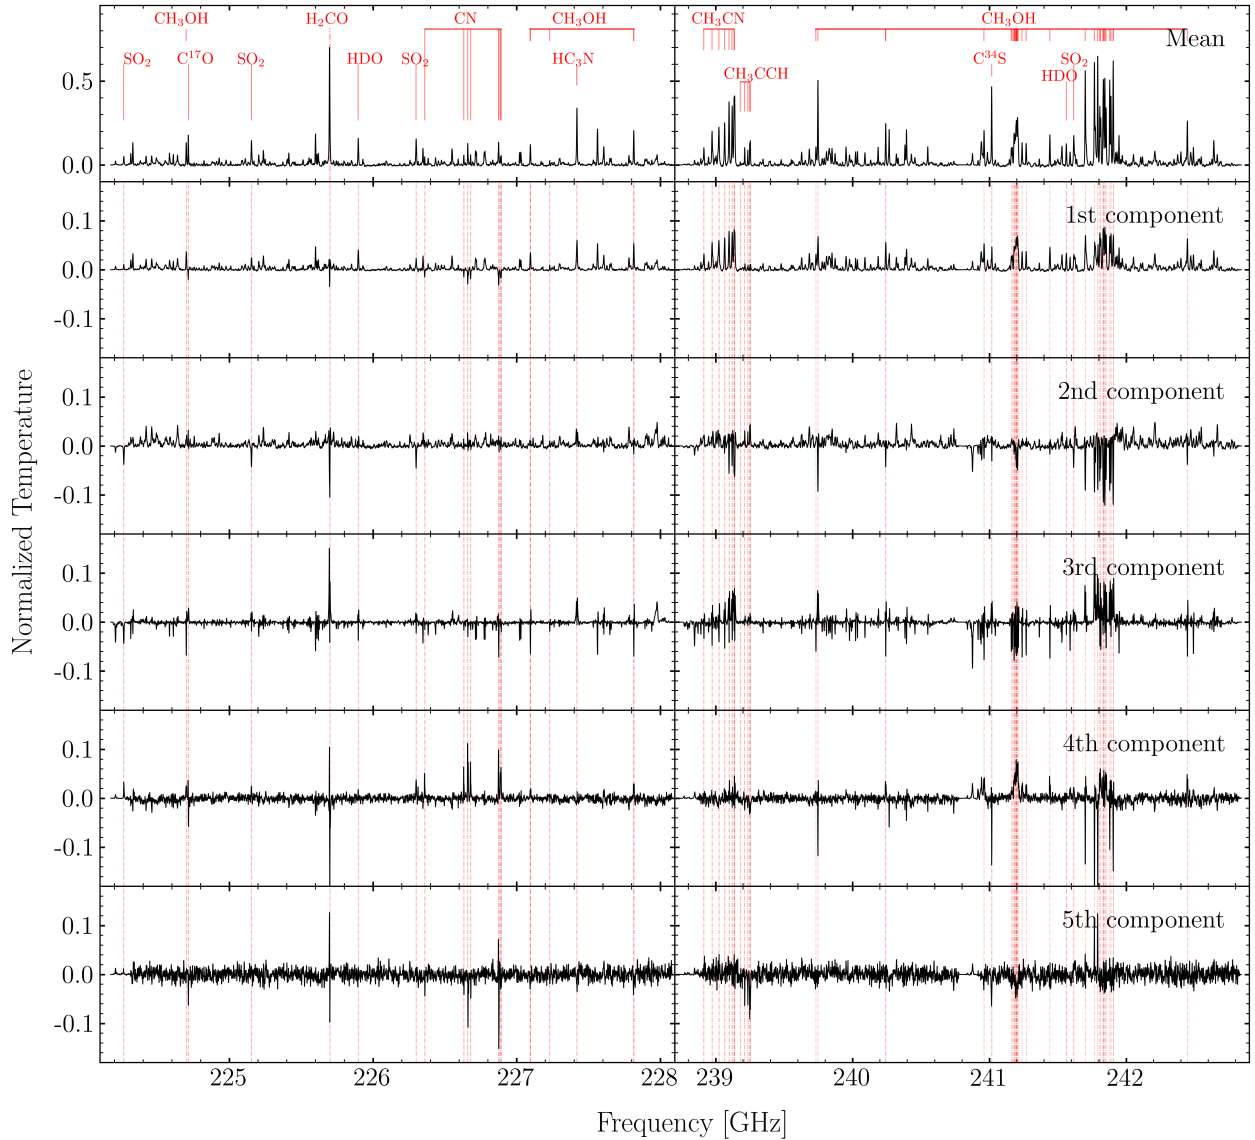 CH₃OH H₂CO CN CH₃OH CH₃CN CH₃OH
Mean
SO₂ C¹⁷O SO₂ HDO SO₂ HC₃N CH₃CCH C³⁴S SO₂
HDO
0.5
0.0
1st component
0.1
0.0
-0.1
2nd component
0.1
0.0
-0.1
3rd component
0.1
0.0
-0.1
4th component
0.1
0.0
-0.1
5th component
0.1
0.0
-0.1
225 226 227 228 239 240 241 242
Normalized Temperature
Frequency [GHz]